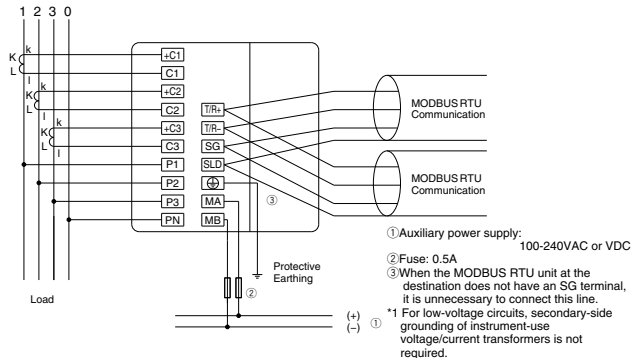 1 2 3 0
K k
L l
K k
L l
K k
L l
+C1
C1
+C2
C2
+C3
C3
P1
P2
P3
PN
T/R+
T/R−
SG
SLD
MA
MB
③
MODBUS RTU
Communication
MODBUS RTU
Communication
Protective
Earthing
②
Load
(+)
(−)
①
①Auxiliary power supply:
100-240VAC or VDC
②Fuse: 0.5A
③When the MODBUS RTU unit at the
destination does not have an SG terminal,
it is unnecessary to connect this line.
*1 For low-voltage circuits, secondary-side
grounding of instrument-use
voltage/current transformers is not
required.